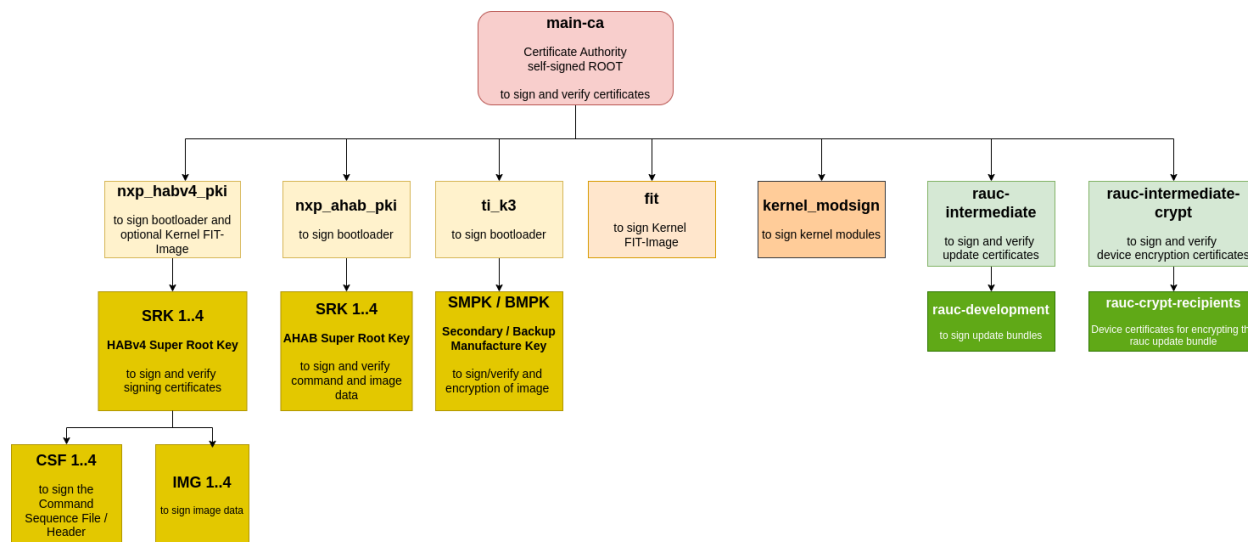 main-ca
Certificate Authority
self-signed ROOT
to sign and verify certificates
nxp_habv4_pki
to sign bootloader and
optional Kernel FIT-
Image
nxp_ahab_pki
to sign bootloader
ti_k3
to sign bootloader
fit
to sign Kernel
FIT-Image
kernel_modsign
to sign kernel modules
rauc-
intermediate
to sign and verify
update certificates
rauc-intermediate-
crypt
to sign and verify
device encryption certificates
SRK 1..4
HABv4 Super Root Key
to sign and verify
signing certificates
SRK 1..4
AHAB Super Root Key
to sign and verify
command and image
data
SMPK / BMPK
Secondary / Backup
Manufacture Key
to sign/verify and
encryption of image
rauc-development
to sign update bundles
rauc-crypt-recipients
Device certificates for encrypting th
rauc update bundle
CSF 1..4
to sign the
Command
Sequence File /
Header
IMG 1..4
to sign image data